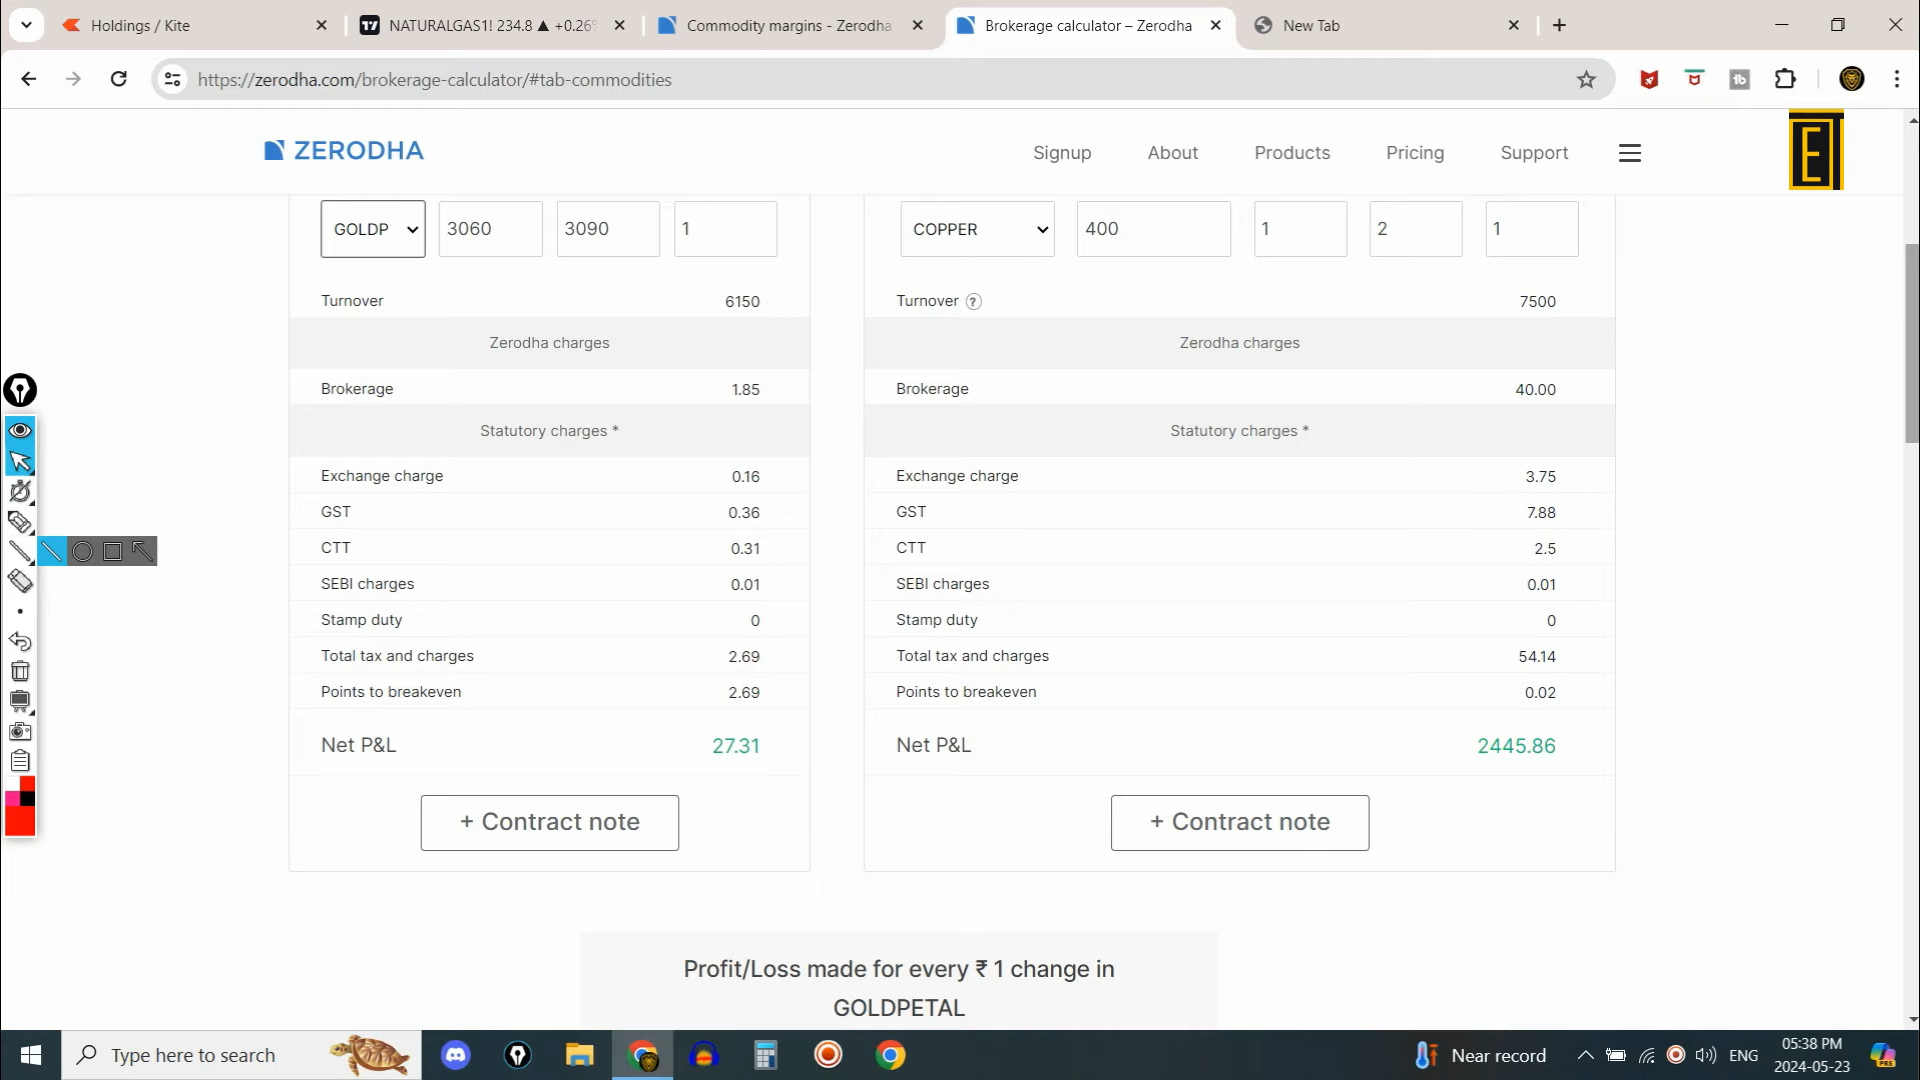 Holdings / Kite
NATURALGAS1! 234.8 ▲ +0.26%
Commodity margins - Zerodha
Brokerage calculator – Zerodha
New Tab
https://zerodha.com/brokerage-calculator/#tab-commodities
ZERODHA
Signup About Products Pricing Support
E
GOLDP 3060 3090 1
COPPER 400 1 2 1
Turnover 6150
Turnover ? 7500
Zerodha charges
Zerodha charges
Brokerage 1.85
Brokerage 40.00
Statutory charges *
Statutory charges *
Exchange charge 0.16
Exchange charge 3.75
GST 0.36
GST 7.88
CTT 0.31
CTT 2.5
SEBI charges 0.01
SEBI charges 0.01
Stamp duty 0
Stamp duty 0
Total tax and charges 2.69
Total tax and charges 54.14
Points to breakeven 2.69
Points to breakeven 0.02
Net P&L 27.31
Net P&L 2445.86
+ Contract note
+ Contract note
Profit/Loss made for every ₹ 1 change in
GOLDPETAL
Type here to search
Near record
ENG
05:38 PM
2024-05-23